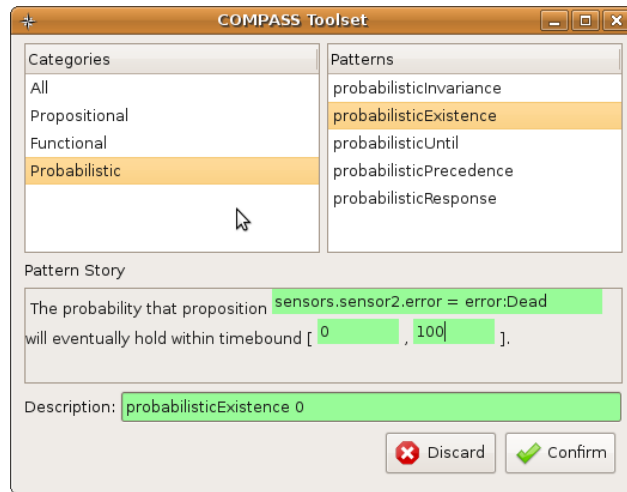 COMPASS Toolset
Categories
Patterns
All
Propositional
Functional
Probabilistic
probabilisticInvariance
probabilisticExistence
probabilisticUntil
probabilisticPrecedence
probabilisticResponse
Pattern Story
The probability that proposition sensors.sensor2.error = error:Dead
will eventually hold within timebound [ 0 , 100 ].
Description: probabilisticExistence 0
Discard Confirm